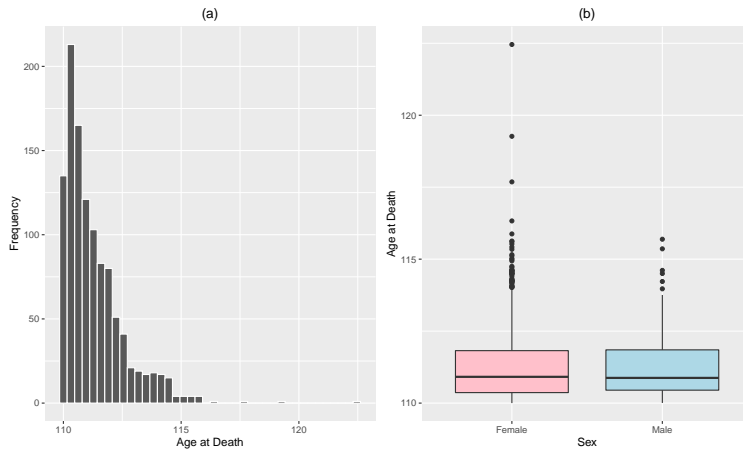 (a)
200
150
100
50
0
Frequency
110
115
120
Age at Death
(b)
120
115
110
Age at Death
Female
Male
Sex